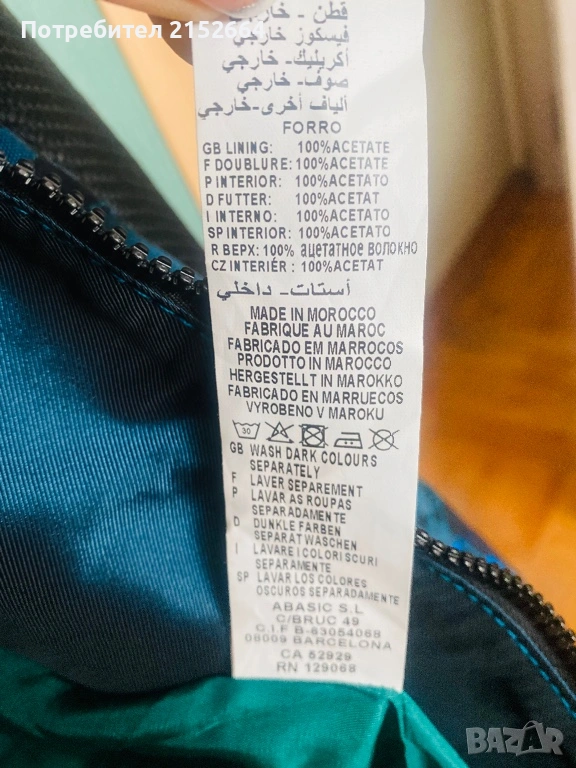 Потребител 2152664
قطن - خارجي
فيسكوز خارجي
أكريليك- خارجي
صوف- خارجي
ألياف أخرى-خارجي
FORRO
GB LINING: 100%ACETATE
F DOUBLURE: 100%ACETATE
P INTERIOR: 100%ACETATO
D FUTTER: 100%ACETAT
I INTERNO: 100%ACETATO
SP INTERIOR: 100%ACETATO
R ВЕРХ: 100% ацетатное волокно
CZ INTERIÉR : 100%ACETAT
أستات- داخلي
MADE IN MOROCCO
FABRIQUE AU MAROC
FABRICADO EM MARROCOS
PRODOTTO IN MAROCCO
HERGESTELLT IN MAROKKO
FABRICADO EN MARRUECOS
VYROBENO V MAROKU
30
GB WASH DARK COLOURS
SEPARATELY
F LAVER SEPAREMENT
P LAVAR AS ROUPAS
SEPARADAMENTE
D DUNKLE FARBEN
SEPARAT WASCHEN
I LAVARE I COLORI SCURI
SEPARAMENTE
SP LAVAR LOS COLORES
OSCUROS SEPARADAMENTE
ABASIC S.L
C/BRUC 49
C.I.F B-63054068
08009 BARCELONA
CA 52929
RN 129068
BAZAR